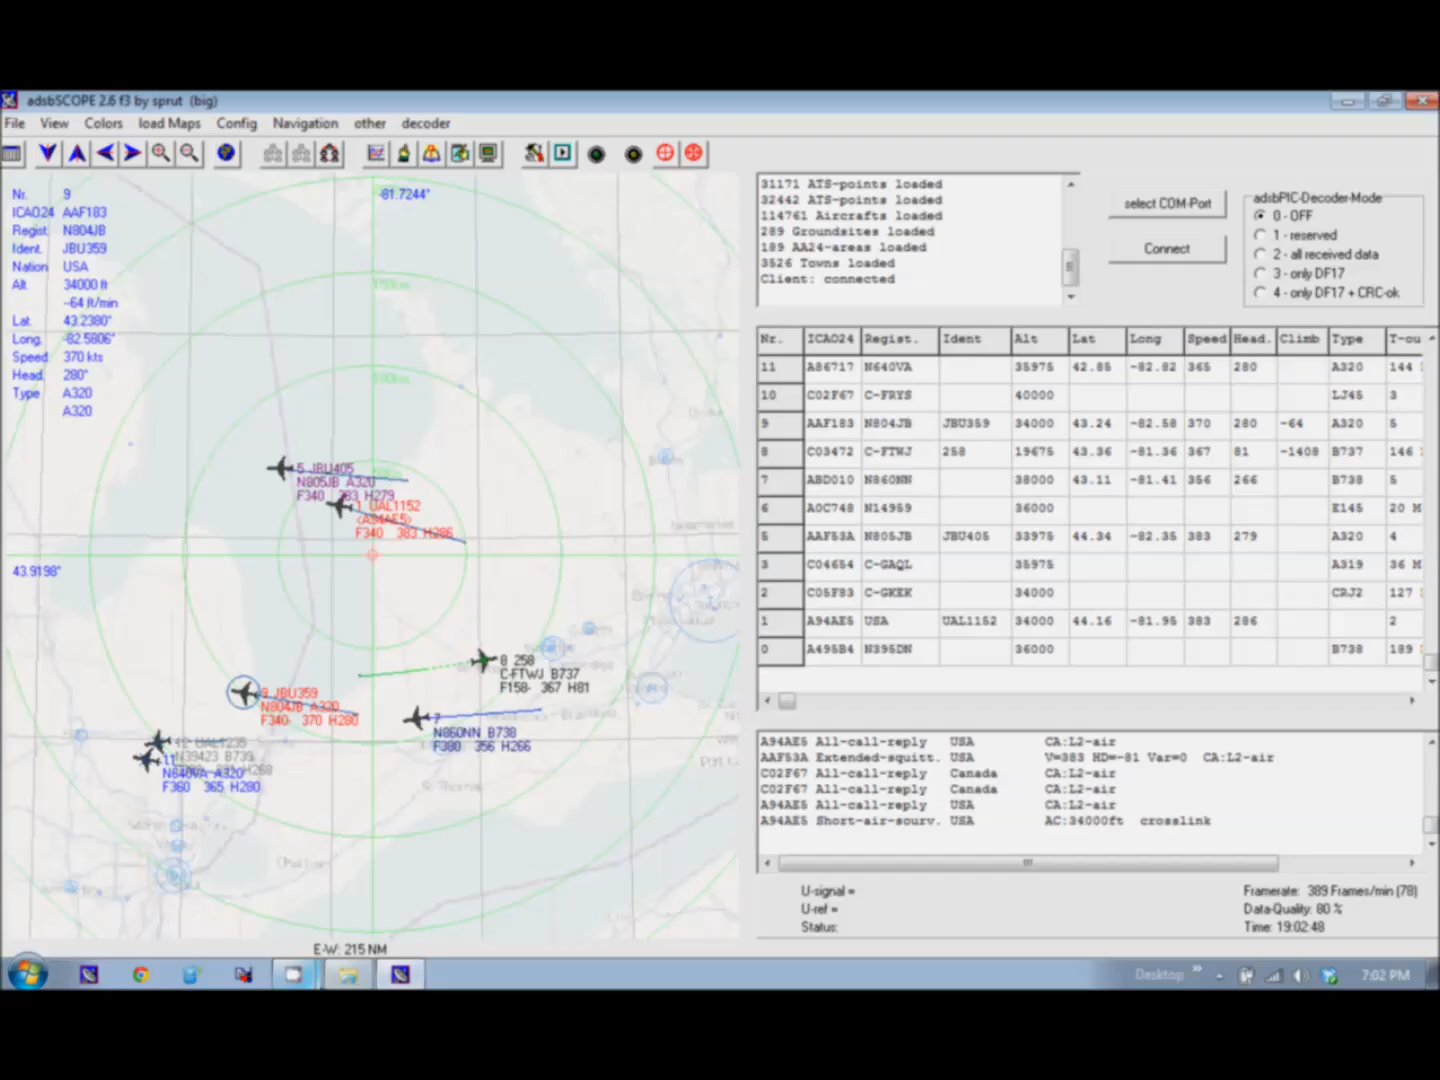 adsbSCOPE 2.6 f3 by sprut (big)
File View Colors load Maps Config Navigation other decoder
Nr. 9
ICAO24 AAF183
Regist. N804JB
Ident. JBU359
Nation USA
Alt. 34000 ft
-64 ft/min
Lat. 43.2380°
Long. -82.5806°
Speed 370 kts
Head. 280°
Type A320
A320
-81.7244°
43.9198°
5 JBU405
N805JB A320
F340 383 H279
1 UAL1152
<A94AE5>
F340 383 H286
8 258
C-FTWJ B737
F158- 367 H81
9 JBU359
N804JB A320
F340- 370 H280
7
N860NN B738
F380 356 H266
12 UAL1235
N39423 B739
H268
11
N640VA A320
F360 365 H280
E-W: 215 NM
31171 ATS-points loaded
32442 ATS-points loaded
114761 Aircrafts loaded
289 Groundsites loaded
189 AA24-areas loaded
3526 Towns loaded
Client: connected
select COM-Port
Connect
adsbPIC-Decoder-Mode
0 - OFF
1 - reserved
2 - all received data
3 - only DF17
4 - only DF17 + CRC-ok
Nr. ICAO24 Regist. Ident Alt Lat Long Speed Head. Climb Type T-ou
11 A86717 N640VA 35975 42.85 -82.82 365 280 A320 144
10 C02F67 C-FRYS 40000 LJ45 3
9 AAF183 N804JB JBU359 34000 43.24 -82.58 370 280 -64 A320 5
8 C03472 C-FTWJ 258 19675 43.36 -81.36 367 81 -1408 B737 146
7 ABD010 N860NN 38000 43.11 -81.41 356 266 B738 5
6 A0C748 N14959 36000 E145 20 M
5 AAF53A N805JB JBU405 33975 44.34 -82.35 383 279 A320 4
3 C04654 C-GAQL 35975 A319 36 M
2 C05F83 C-GKEK 34000 CRJ2 127
1 A94AE5 USA UAL1152 34000 44.16 -81.95 383 286 2
0 A495B4 N395DN 36000 B738 189
A94AE5 All-call-reply USA CA:L2-air
AAF53A Extended-squitt. USA V=383 HD=-81 Var=0 CA:L2-air
C02F67 All-call-reply Canada CA:L2-air
C02F67 All-call-reply Canada CA:L2-air
A94AE5 All-call-reply USA CA:L2-air
A94AE5 Short-air-sourv. USA AC:34000ft crosslink
U-signal =
U-ref =
Status:
Framerate: 389 Frames/min (78)
Data-Quality: 80 %
Time: 19:02:48
Desktop
7:02 PM